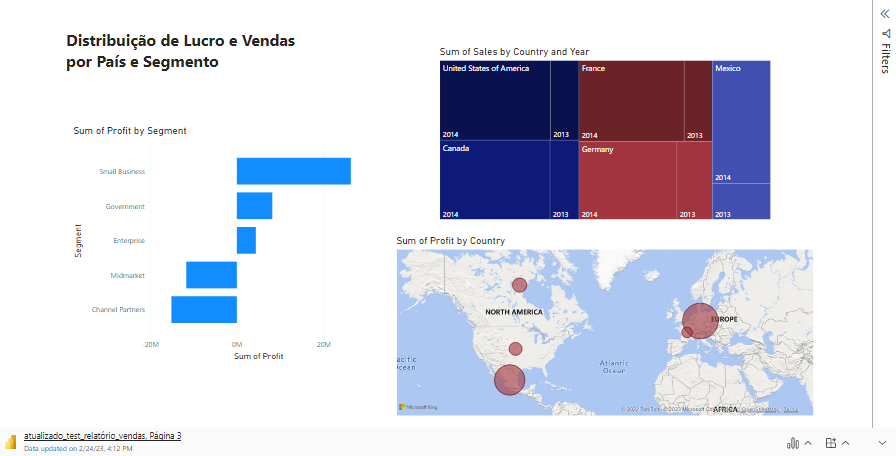 Distribuição de Lucro e Vendas
por País e Segmento
Filters
Sum of Sales by Country and Year
United States of America
France
Mexico
2014
2013
2014
2013
Canada
Germany
2014
2014
2013
2014
2013
2013
Sum of Profit by Segment
Segment
Small Business
Government
Enterprise
Midmarket
Channel Partners
-20M
0M
20M
Sum of Profit
Sum of Profit by Country
NORTH AMERICA
EUROPE
Atlantic
Ocean
acific
Ocean
AFRICA
Microsoft Bing
© 2022 TomTom, © 2023 Microsoft
atualizado_test_relatório_vendas. Página 3
Data updated on 2/24/23, 4:12 PM